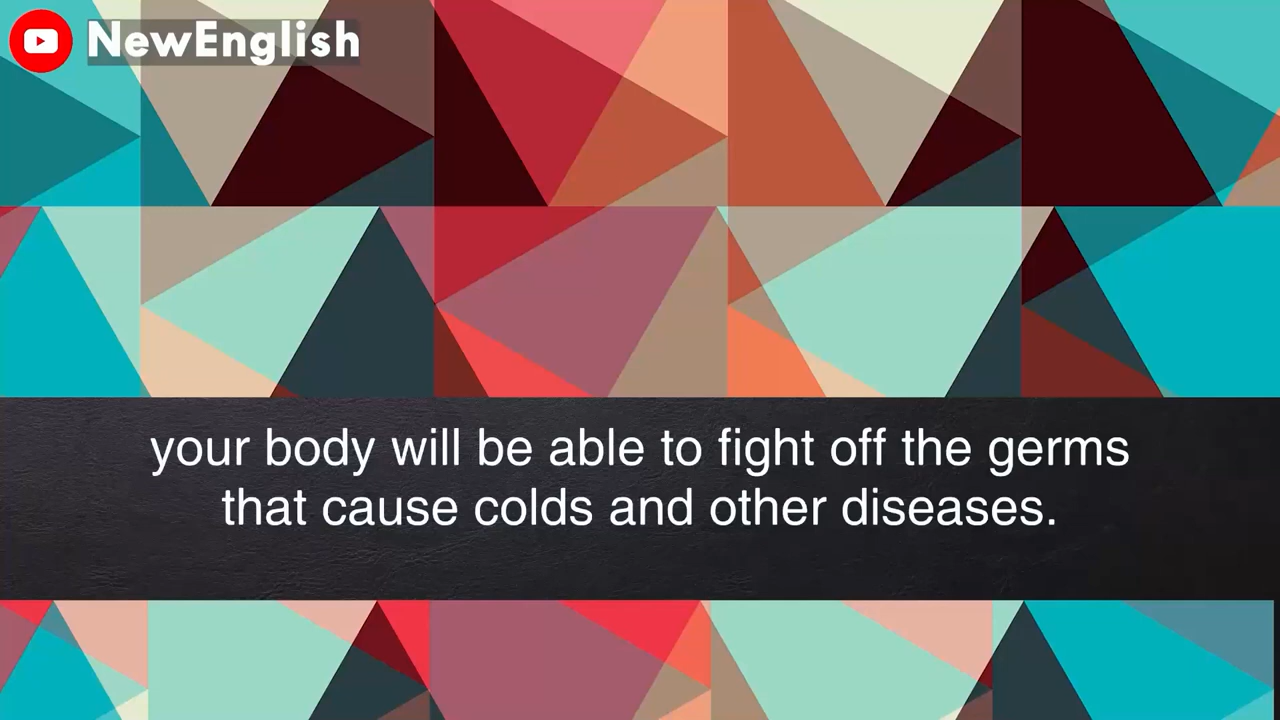 NewEnglish
your body will be able to fight off the germs
that cause colds and other diseases.